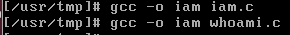 [/usr/tmp]# gcc -o iam iam.c
[/usr/tmp]# gcc -o iam whoami.c